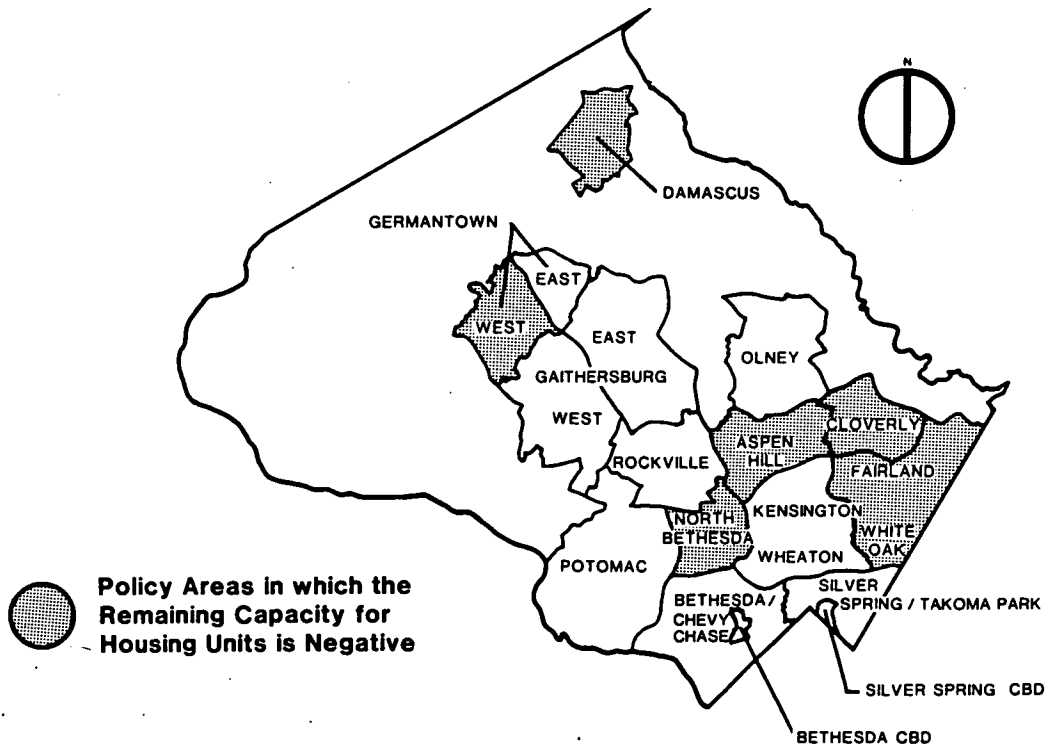 N
DAMASCUS
GERMANTOWN
EAST
WEST
EAST
GAITHERSBURG
WEST
OLNEY
CLOVERLY
ASPEN
HILL
ROCKVILLE
FAIRLAND
KENSINGTON
NORTH
BETHESDA
WHITE
OAK
WHEATON
POTOMAC
SILVER
SPRING / TAKOMA PARK
BETHESDA /
CHEVY
CHASE
SILVER SPRING CBD
BETHESDA CBD
Policy Areas in which the
Remaining Capacity for
Housing Units is Negative